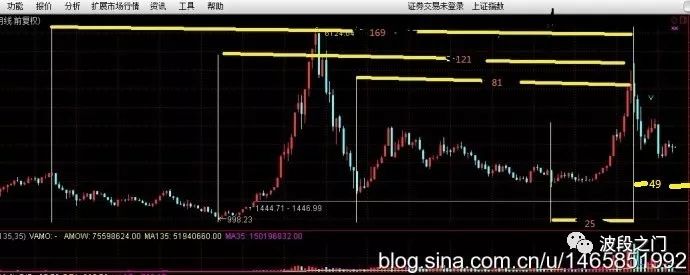 功能 报价 分析 扩展市场行情 资讯 工具 帮助 证券交易未登录 上证指数
月线 前复权)
6124.04
169
121
81
49
1444.71 - 1446.99
998.23
25
135,35) VAMO: - AMOW: 75598624.00 MA135: 51940660.00 MA35: 150196832.00
波段之门
blog.sina.com.cn/u/1465851992